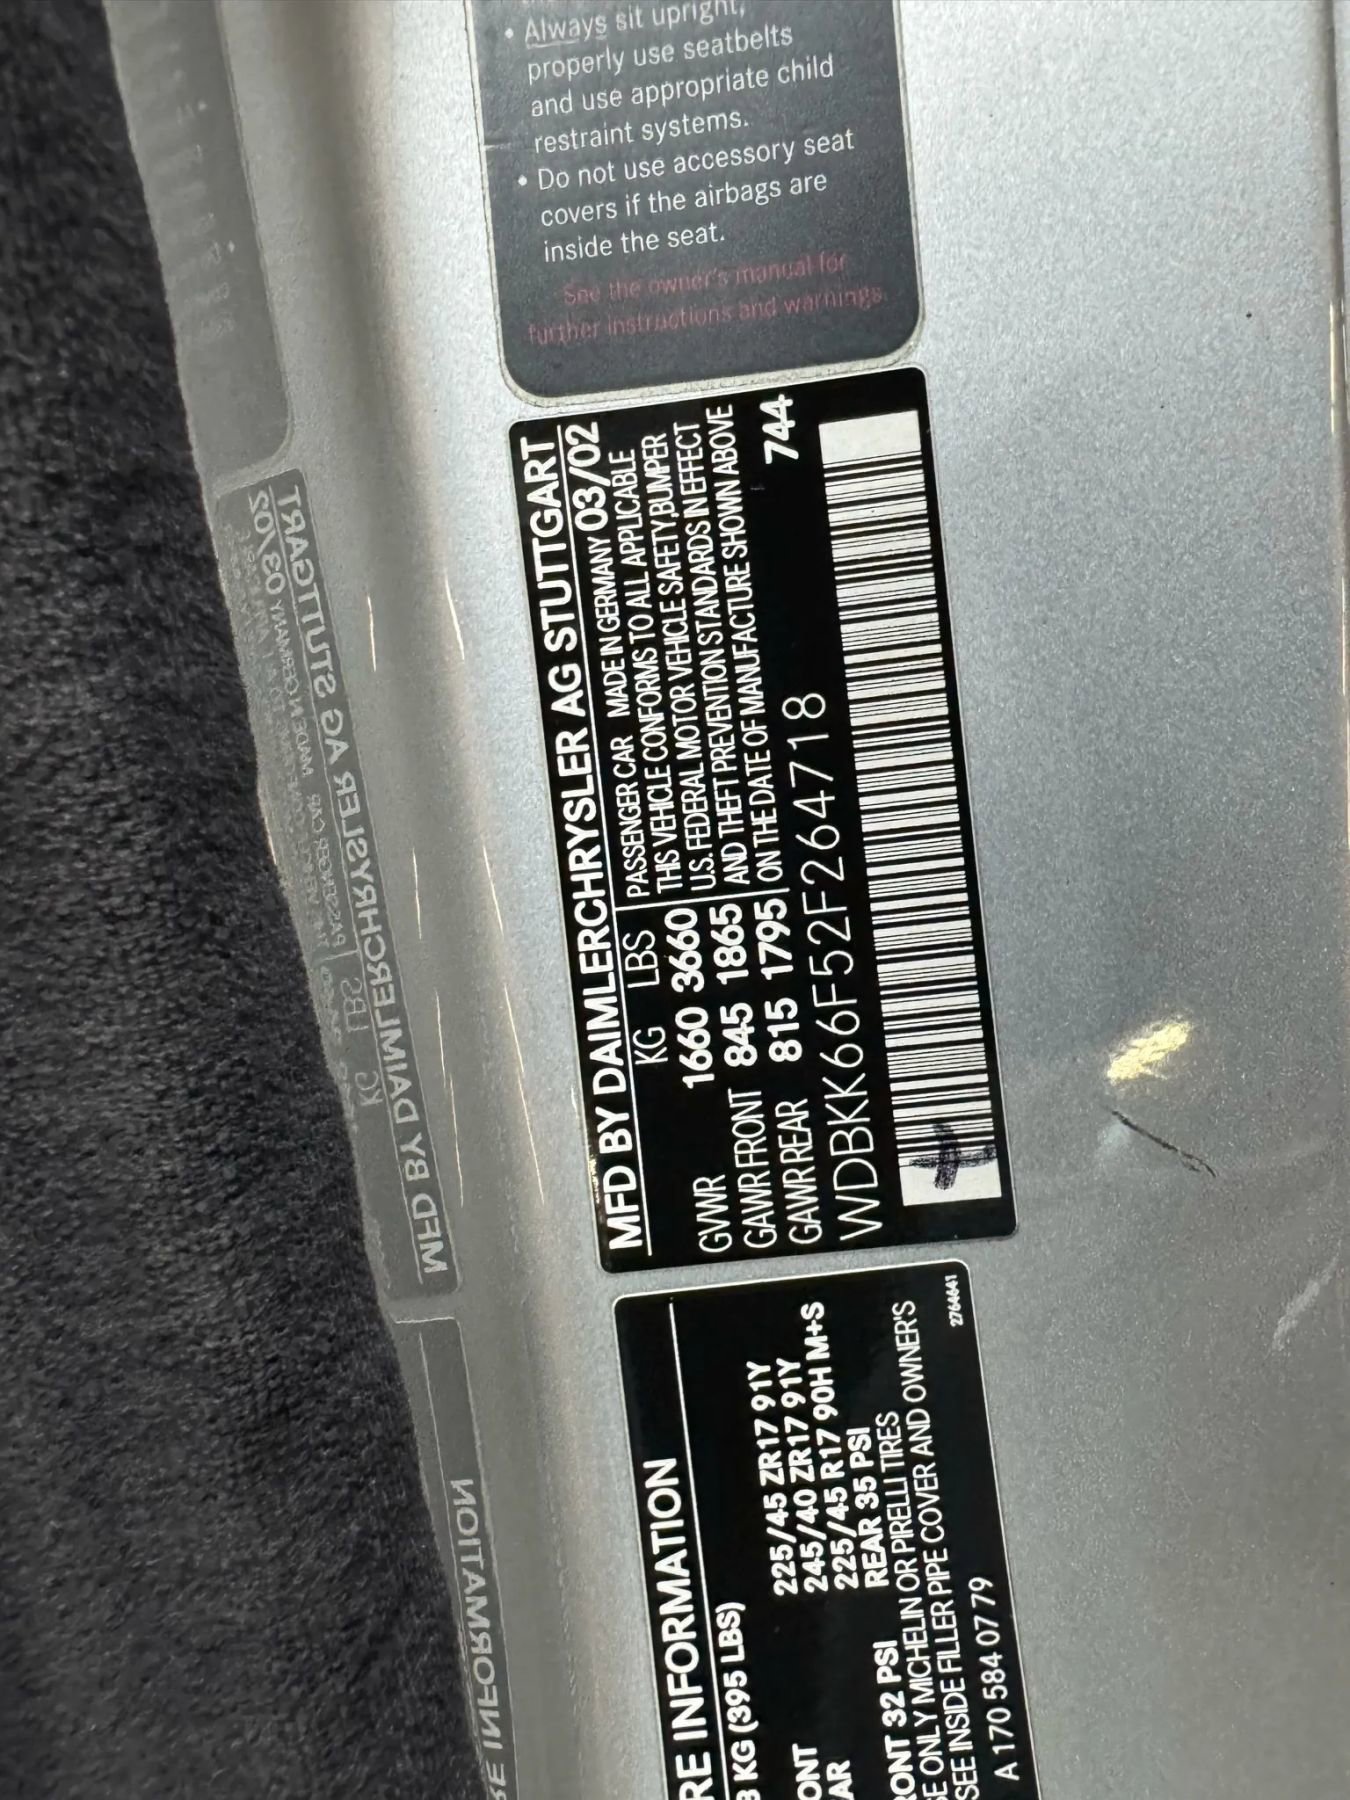 • Always sit upright,
properly use seatbelts
and use appropriate child
restraint systems.
• Do not use accessory seat
covers if the airbags are
inside the seat.
See the owner's manual for
further instructions and warnings.
MFD BY DAIMLERCHRYSLER AG STUTTGART
KG LBS PASSENGER CAR MADE IN GERMANY 03/02
THIS VEHICLE CONFORMS TO ALL APPLICABLE
GVWR 1660 3660 U.S. FEDERAL MOTOR VEHICLE SAFETY,BUMPER
GAWR FRONT 845 1865 AND THEFT PREVENTION STANDARDS IN EFFECT
GAWR REAR 815 1795 ON THE DATE OF MANUFACTURE SHOWN ABOVE
WDBKK66F52F264718 744
RE INFORMATION
KG (395 LBS)
ONT 225/45 ZR17 91Y
AR 245/40 ZR17 91Y
225/45 R17 90H M+S
RONT 32 PSI REAR 35 PSI
SE ONLY MICHELIN OR PIRELLI TIRES
SEE INSIDE FILLER PIPE COVER AND OWNER'S
A 170 584 07 79 2764641